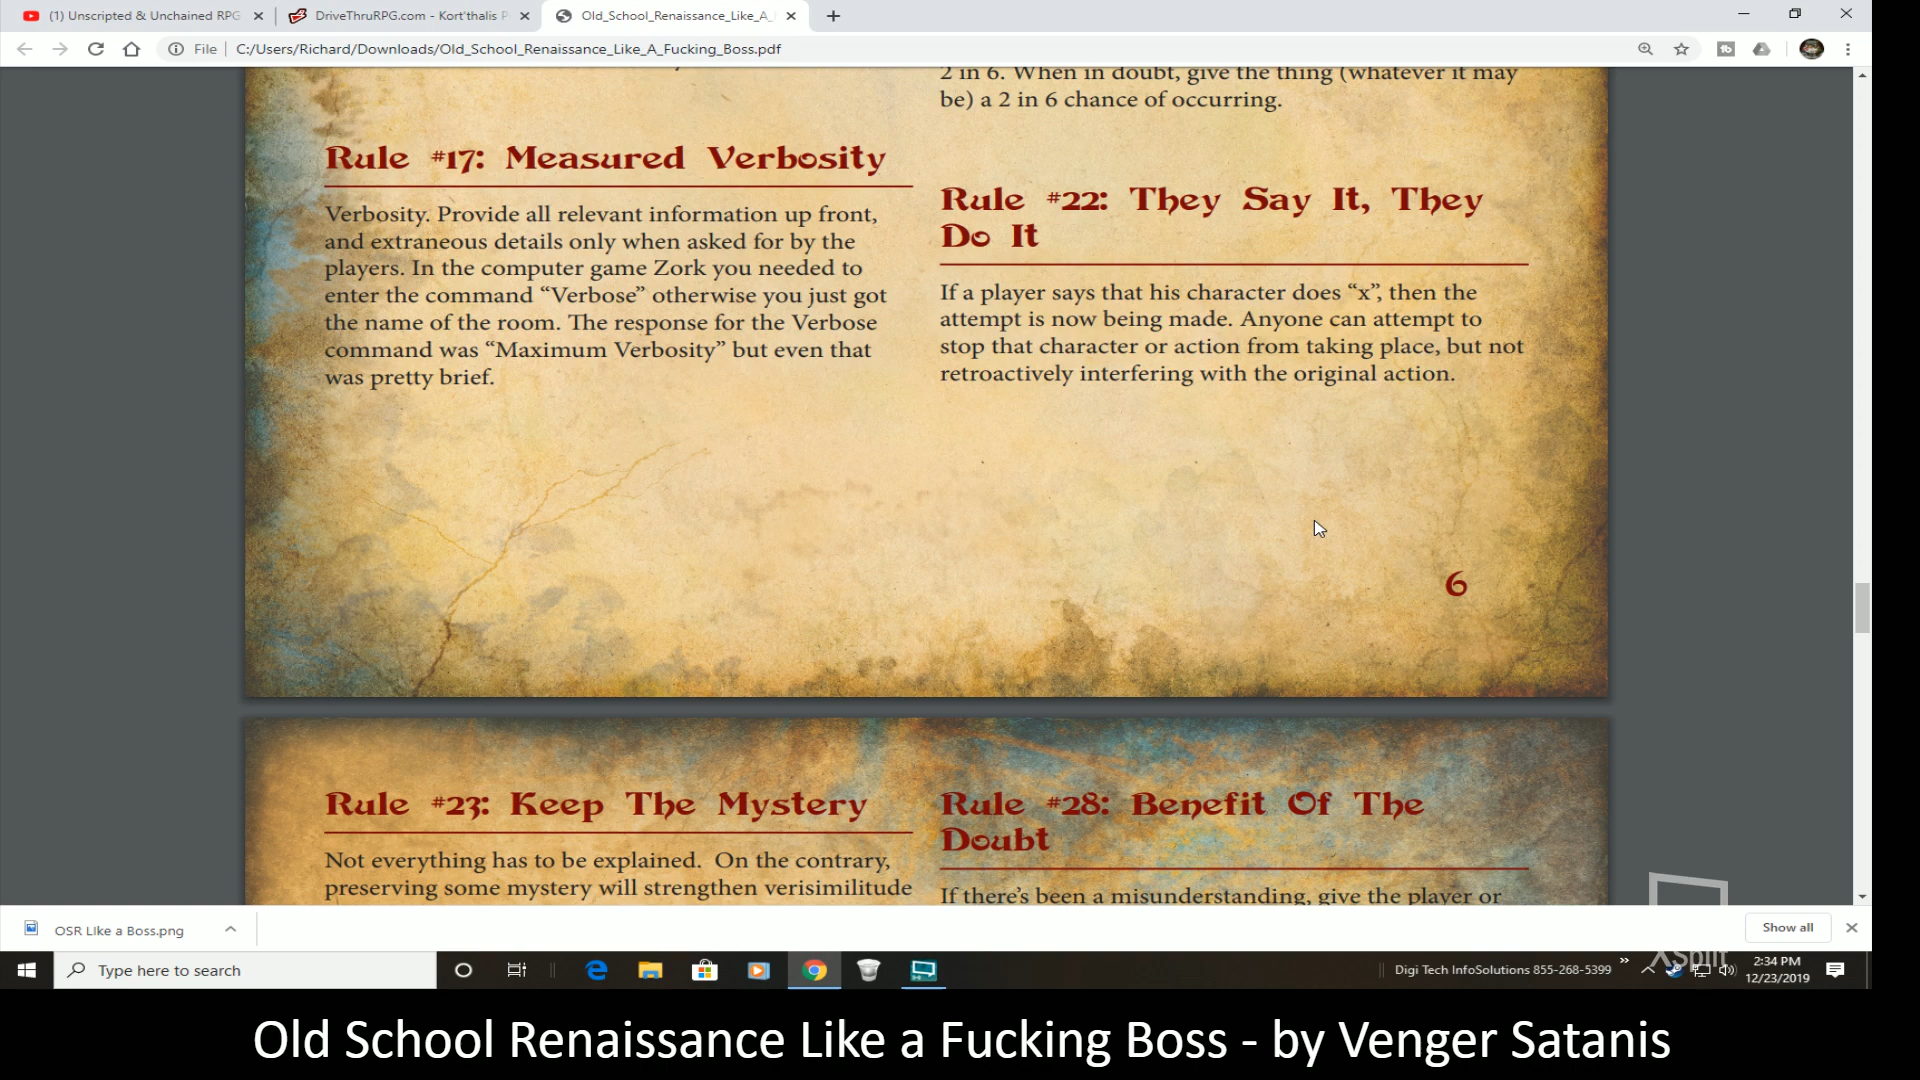 (1) Unscripted & Unchained RPG
DriveThruRPG.com - Kort'thalis P
Old_School_Renaissance_Like_A_
File
C:/Users/Richard/Downloads/Old_School_Renaissance_Like_A_Fucking_Boss.pdf
Rule #17: Measured Verbosity
Verbosity. Provide all relevant information up front,
and extraneous details only when asked for by the
players. In the computer game Zork you needed to
enter the command “Verbose” otherwise you just got
the name of the room. The response for the Verbose
command was “Maximum Verbosity” but even that
was pretty brief.
2 in 6. When in doubt, give the thing (whatever it may
be) a 2 in 6 chance of occurring.
Rule #22: They Say It, They
Do It
If a player says that his character does “x”, then the
attempt is now being made. Anyone can attempt to
stop that character or action from taking place, but not
retroactively interfering with the original action.
6
Rule #23: Keep The Mystery
Not everything has to be explained. On the contrary,
preserving some mystery will strengthen verisimilitude
Rule #28: Benefit Of The
Doubt
If there's been a misunderstanding, give the player or
OSR LIke a Boss.png
Show all
Type here to search
Digi Tech InfoSolutions 855-268-5399
XSplit
2:34 PM
12/23/2019
Old School Renaissance Like a Fucking Boss - by Venger Satanis